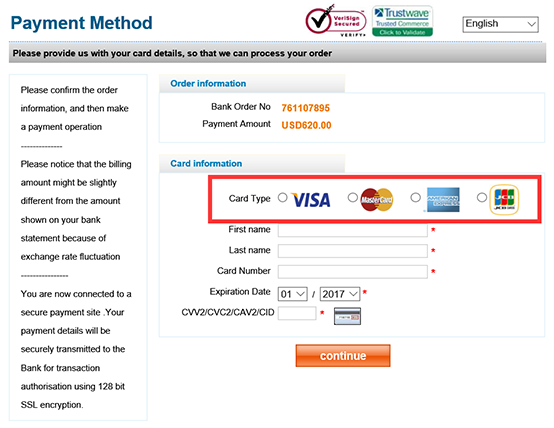 Payment Method
VeriSign
Secured
VERIFY
Trustwave
Trusted Commerce
Click to Validate
English
Please provide us with your card details, so that we can process your order
Please confirm the order
information, and then make
a payment operation
--------------
Please notice that the billing
amount might be slightly
different from the amount
shown on your bank
statement because of
exchange rate fluctuation
----------------
You are now connected to a
secure payment site .Your
payment details will be
securely transmitted to the
Bank for transaction
authorisation using 128 bit
SSL encryption.
Order information
Bank Order No 761107895
Payment Amount USD620.00
Card information
Card Type VISA MasterCard AMERICAN EXPRESS JCB
First name *
Last name *
Card Number *
Expiration Date 01 / 2017 *
CVV2/CVC2/CAV2/CID *
continue